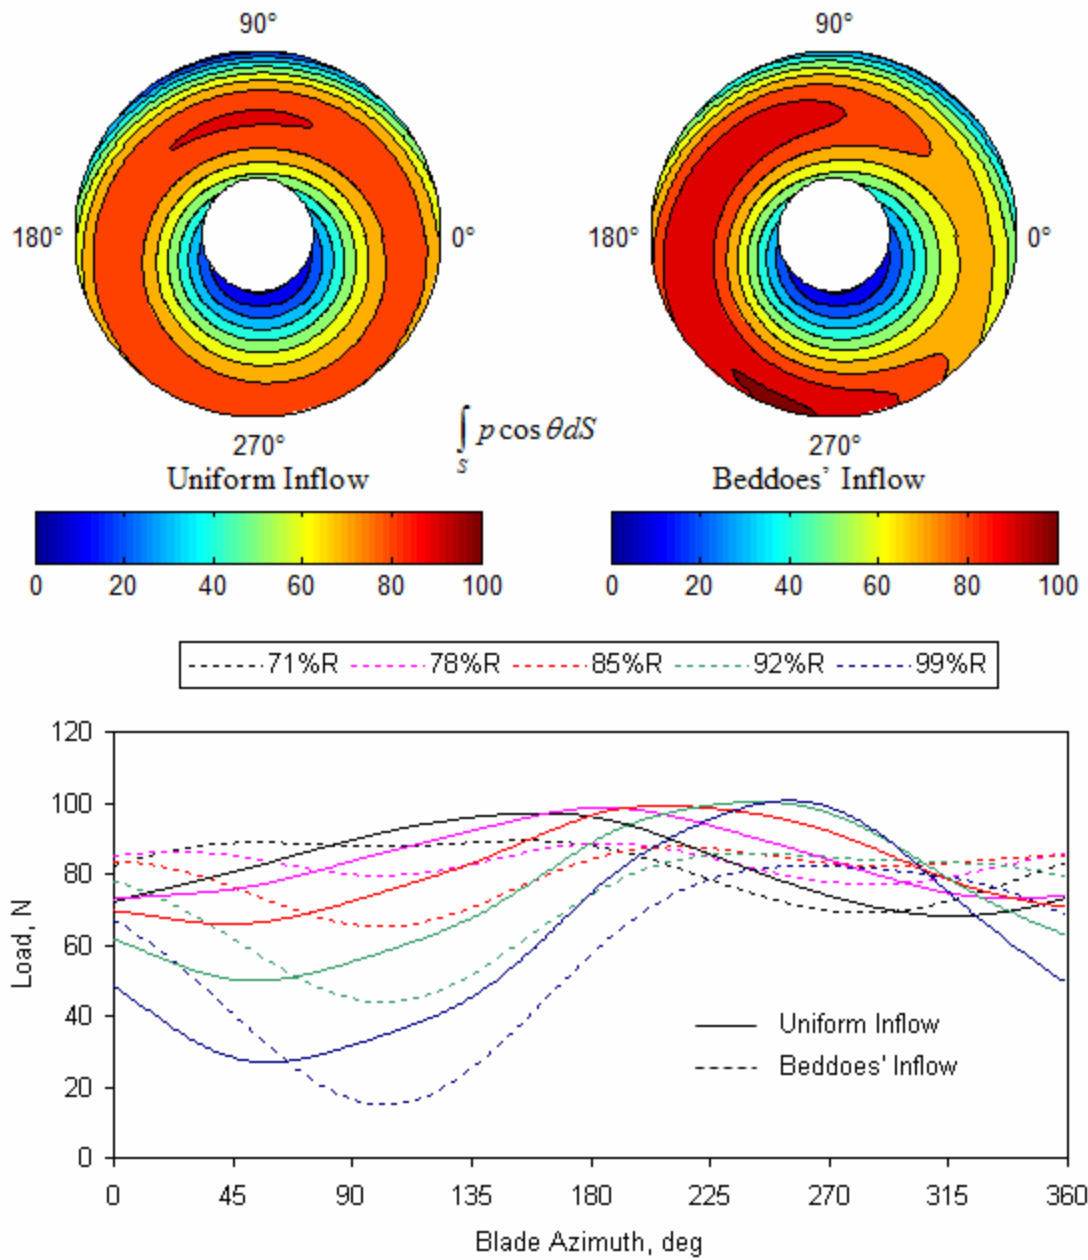 90° 90°
180° 0° 180° 0°
270° 270°
∫ₛ p cos θdS
Uniform Inflow Beddoes' Inflow
0 20 40 60 80 100 0 20 40 60 80 100
71%R 78%R 85%R 92%R 99%R
120
100
80
60
40
20
0
Load, N
Uniform Inflow
Beddoes' Inflow
0 45 90 135 180 225 270 315 360
Blade Azimuth, deg